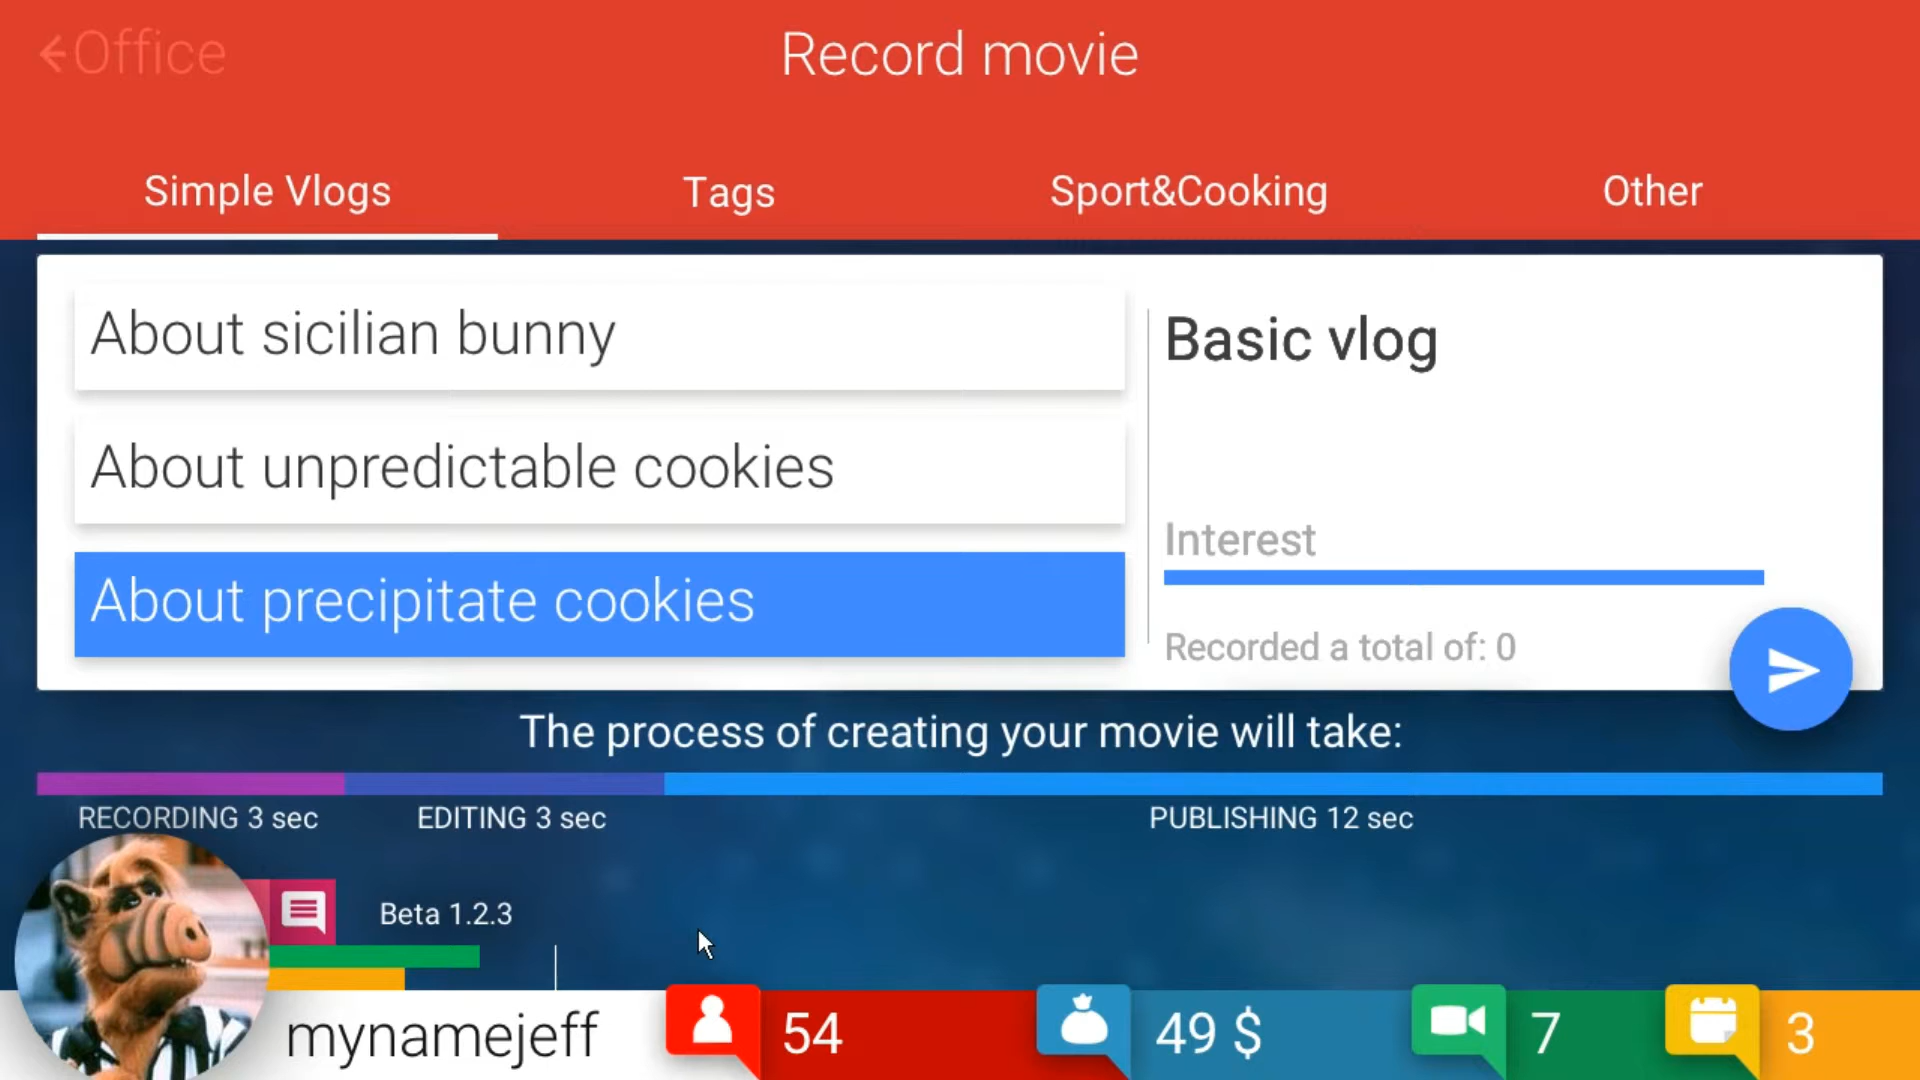 Office
Record movie
Simple Vlogs
Tags
Sport&Cooking
Other
About sicilian bunny
About unpredictable cookies
About precipitate cookies
Basic vlog
Interest
Recorded a total of: 0
The process of creating your movie will take:
RECORDING 3 sec
EDITING 3 sec
PUBLISHING 12 sec
Beta 1.2.3
mynamejeff
54
49 $
7
3